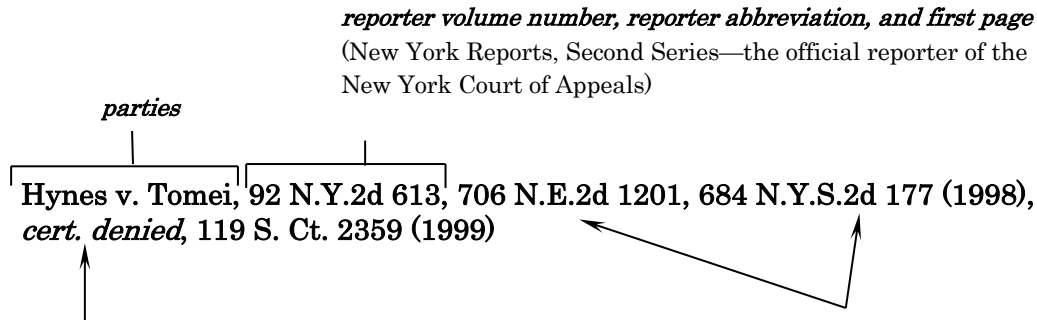 reporter volume number, reporter abbreviation, and first page
(New York Reports, Second Series—the official reporter of the
New York Court of Appeals)
parties
Hynes v. Tomei, 92 N.Y.2d 613, 706 N.E.2d 1201, 684 N.Y.S.2d 177 (1998),
cert. denied, 119 S. Ct. 2359 (1999)